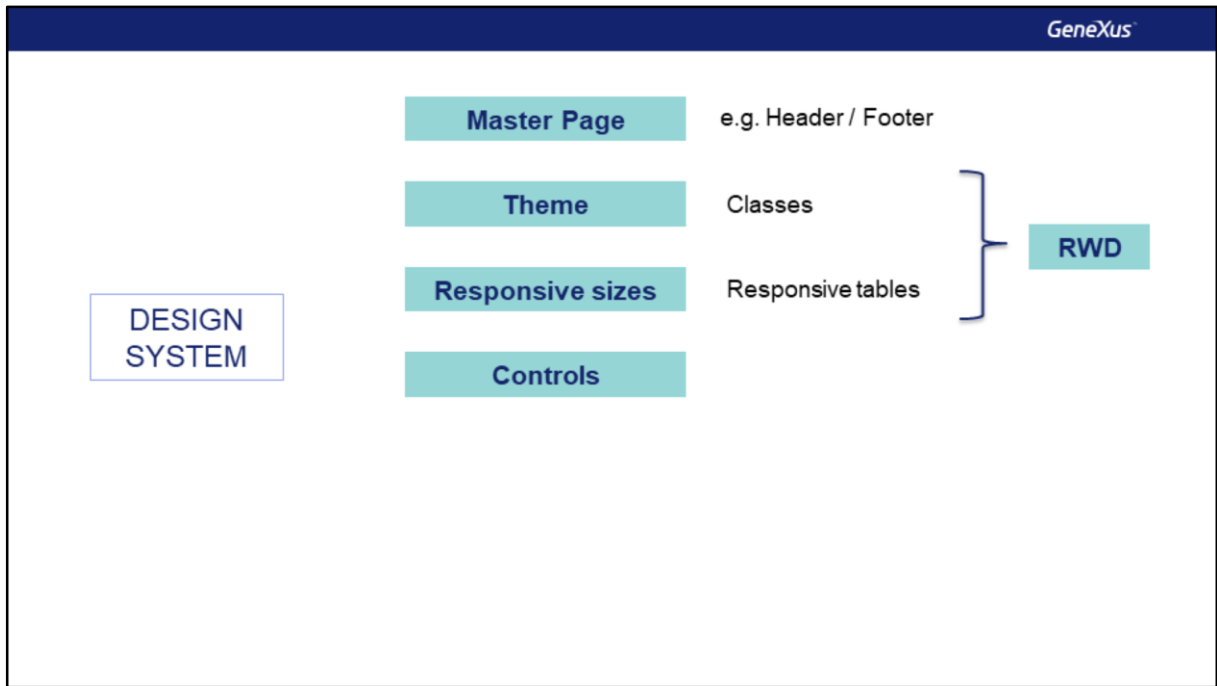 GeneXus
Master Page
e.g. Header / Footer
Theme
Classes
RWD
Responsive sizes
Responsive tables
DESIGN
SYSTEM
Controls